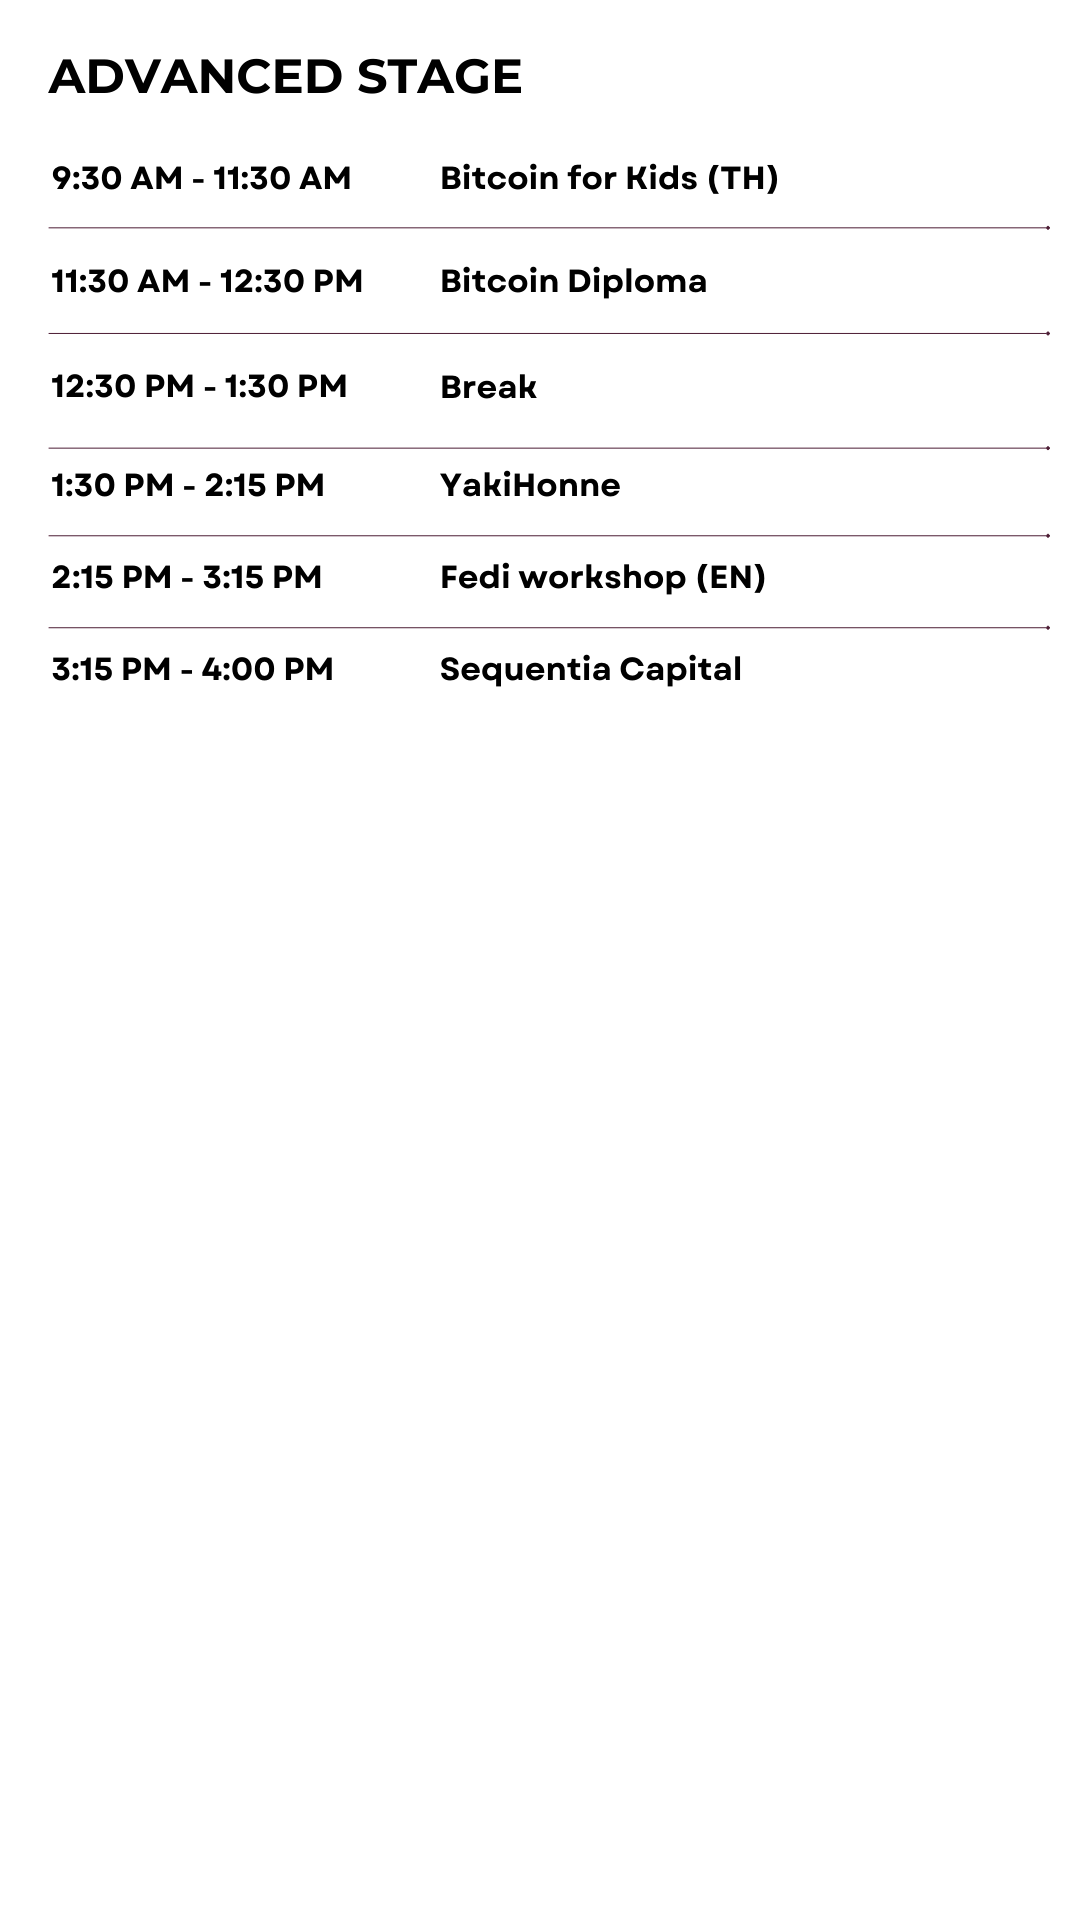 ADVANCED STAGE
9:30 AM - 11:30 AM Bitcoin for Kids (TH)
11:30 AM - 12:30 PM Bitcoin Diploma
12:30 PM - 1:30 PM Break
1:30 PM - 2:15 PM YakiHonne
2:15 PM - 3:15 PM Fedi workshop (EN)
3:15 PM - 4:00 PM Sequentia Capital